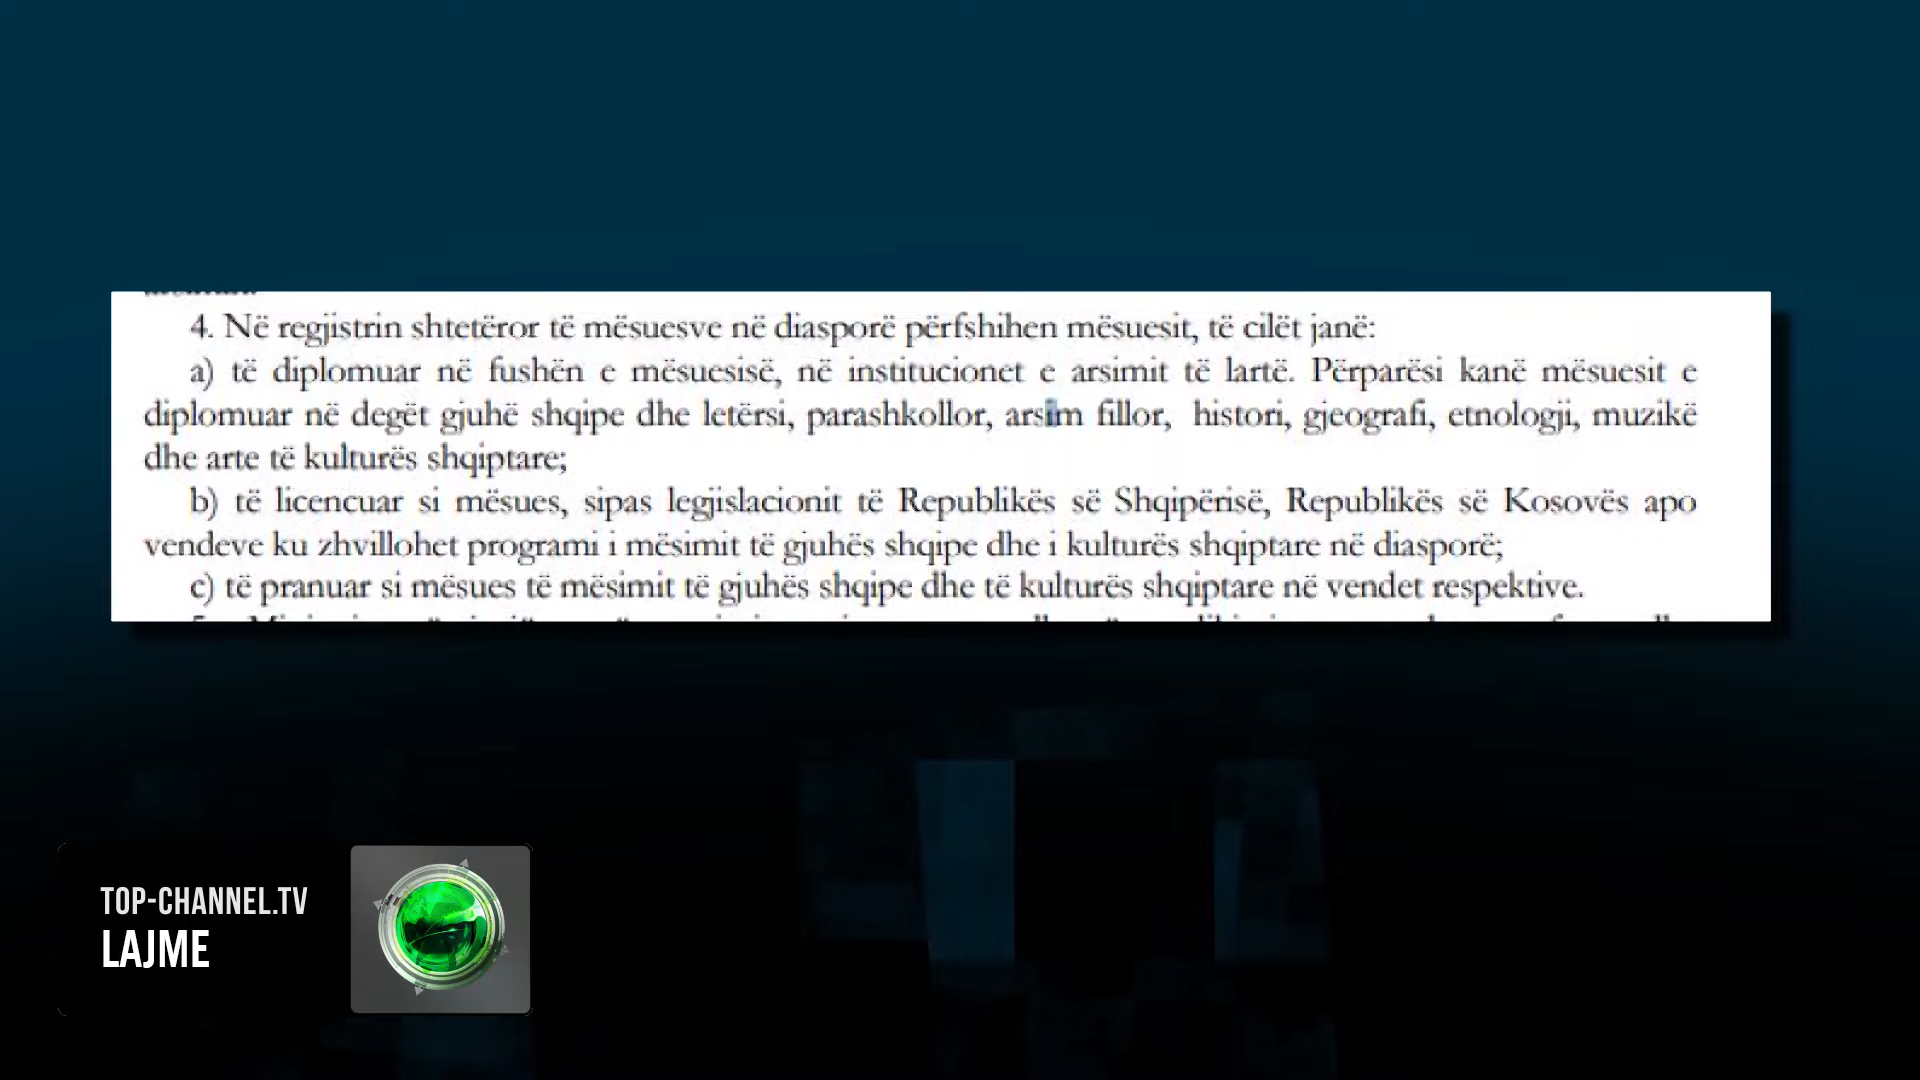 4. Në regjistrin shtetëror të mësuesve në diasporë përfshihen mësuesit, të cilët janë:
a) të diplomuar në fushën e mësuesisë, në institucionet e arsimit të lartë. Përparësi kanë mësuesit e
diplomuar në degët gjuhë shqipe dhe letërsi, parashkollor, arsim fillor, histori, gjeografi, etnologji, muzikë
dhe arte të kulturës shqiptare;
b) të licencuar si mësues, sipas legjislacionit të Republikës së Shqipërisë, Republikës së Kosovës apo
vendeve ku zhvillohet programi i mësimit të gjuhës shqipe dhe i kulturës shqiptare në diasporë;
c) të pranuar si mësues të mësimit të gjuhës shqipe dhe të kulturës shqiptare në vendet respektive.
TOP-CHANNEL.TV
LAJME